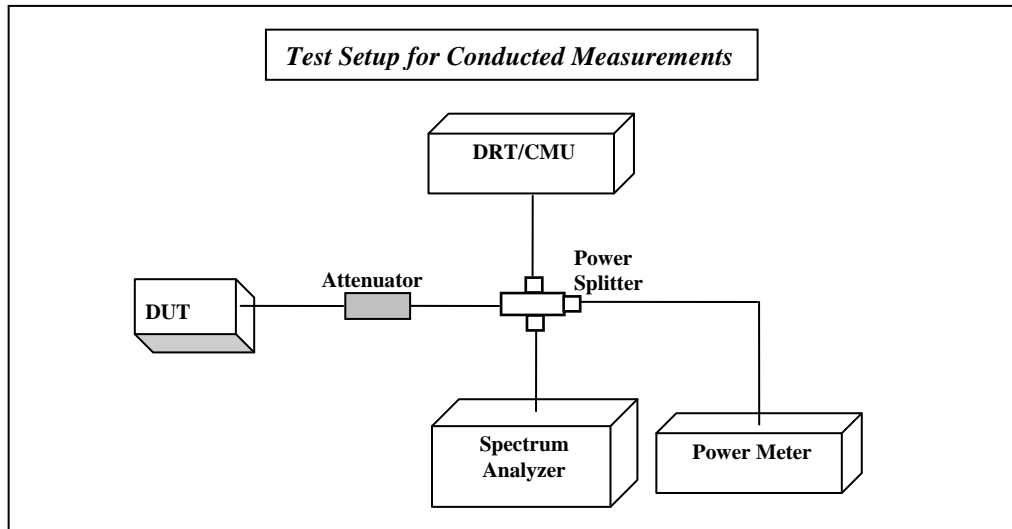 Test Setup for Conducted Measurements
DRT/CMU
Power
Splitter
Attenuator
DUT
Spectrum
Analyzer
Power Meter